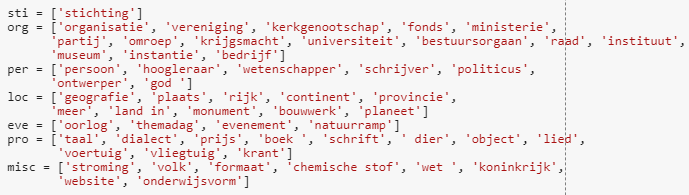 sti = ['stichting']
org = ['organisatie', 'vereniging', 'kerkgenootschap', 'fonds', 'ministerie',
'partij', 'omroep', 'krijgsmacht', 'universiteit', 'bestuursorgaan', 'raad', 'instituut',
'museum', 'instantie', 'bedrijf']
per = ['persoon', 'hoogleraar', 'wetenschapper', 'schrijver', 'politicus',
'ontwerper', 'god ']
loc = ['geografie', 'plaats', 'rijk', 'continent', 'provincie',
'meer', 'land in', 'monument', 'bouwwerk', 'planeet']
eve = ['oorlog', 'themadag', 'evenement', 'natuurramp']
pro = ['taal', 'dialect', 'prijs', 'boek ', 'schrift', ' dier', 'object', 'lied',
'voertuig', 'vliegtuig', 'krant']
misc = ['stroming', 'volk', 'formaat', 'chemische stof', 'wet ', 'koninkrijk',
'website', 'onderwijsvorm']